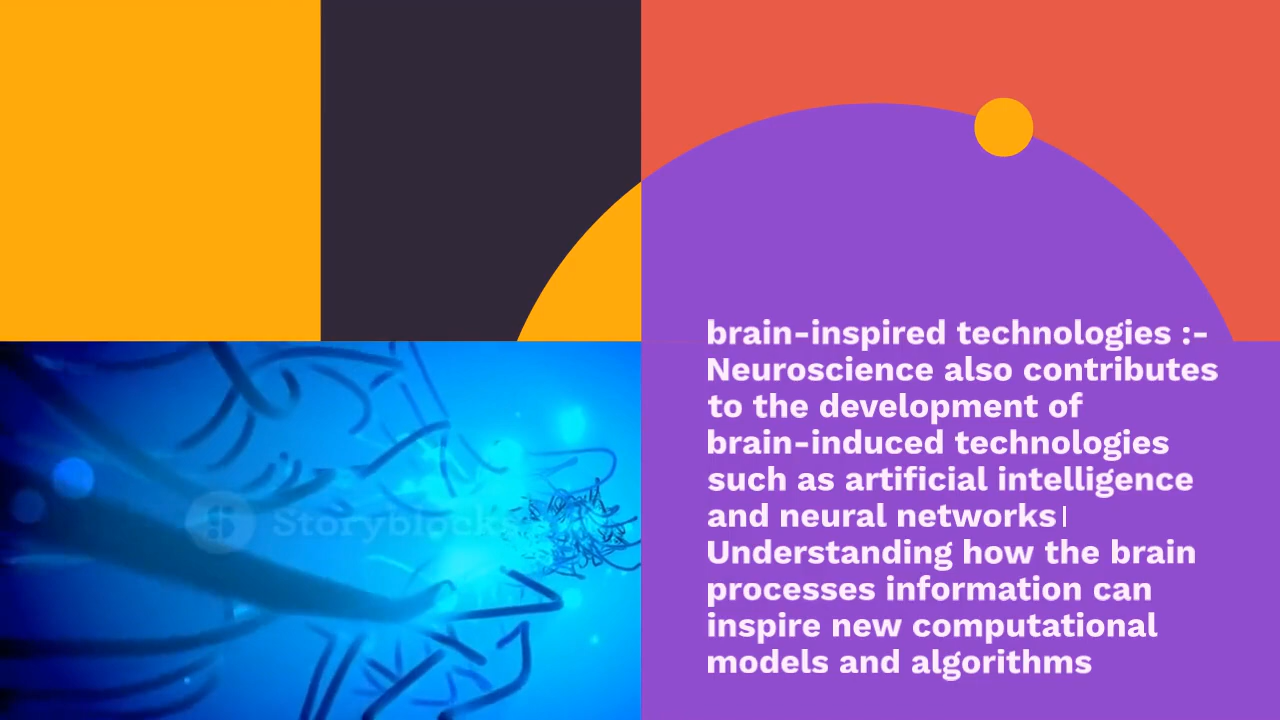 brain-inspired technologies :-
Neuroscience also contributes
to the development of
brain-induced technologies
such as artificial intelligence
and neural networks|
Understanding how the brain
processes information can
inspire new computational
models and algorithms
Storyblocks